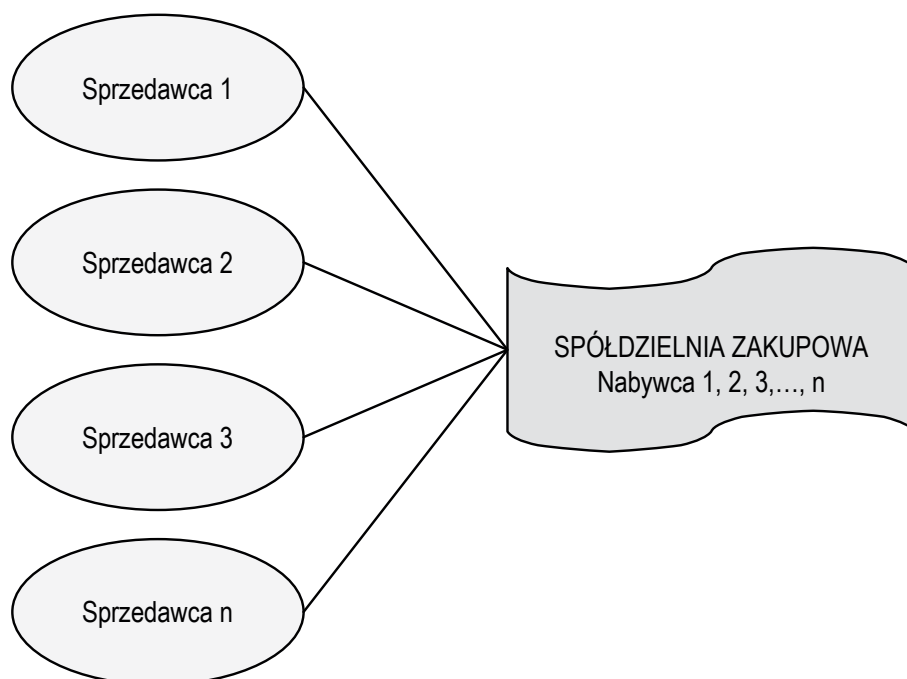 Sprzedawca 1
Sprzedawca 2
Sprzedawca 3
Sprzedawca n
SPÓŁDZIELNIA ZAKUPOWA
Nabywca 1, 2, 3,…, n